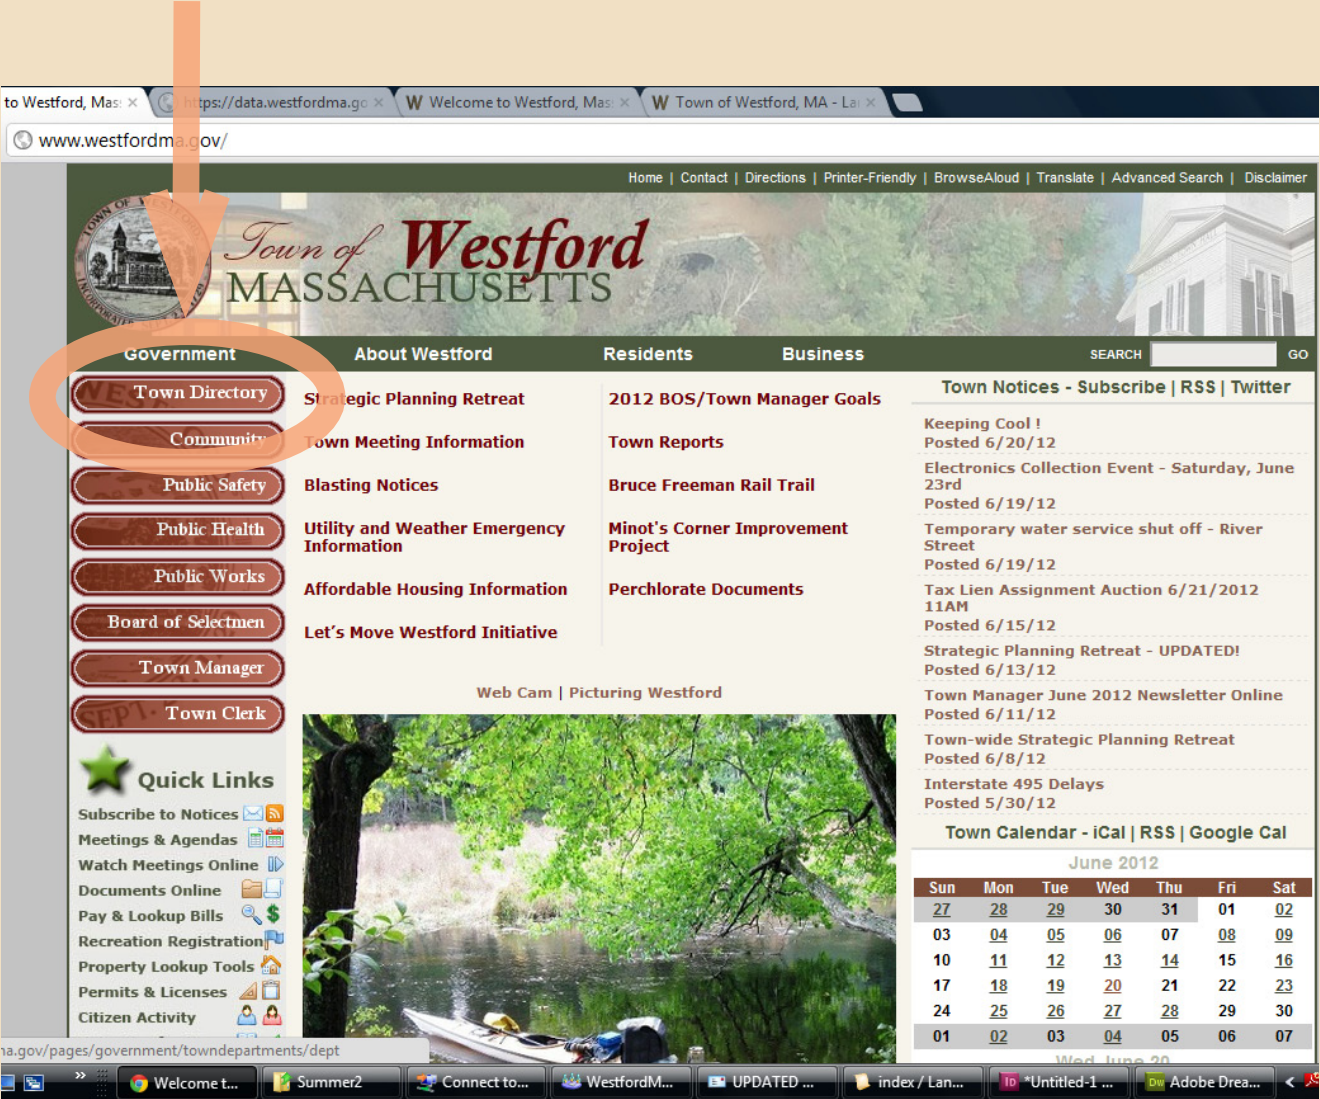 to Westford, Mas
https://data.westfordma.go
W Welcome to Westford, Mas
W Town of Westford, MA - La
www.westfordma.gov/
Home | Contact | Directions | Printer-Friendly | BrowseAloud | Translate | Advanced Search | Disclaimer
TOWN OF WESTFORD
INCORPORATED SEPT. 1729
Town of Westford
MASSACHUSETTS
Government
About Westford
Residents
Business
SEARCH
GO
Town Directory
Community
Public Safety
Public Health
Public Works
Board of Selectmen
Town Manager
Town Clerk
Quick Links
Subscribe to Notices
Meetings & Agendas
Watch Meetings Online
Documents Online
Pay & Lookup Bills
Recreation Registration
Property Lookup Tools
Permits & Licenses
Citizen Activity
Strategic Planning Retreat
Town Meeting Information
Blasting Notices
Utility and Weather Emergency
Information
Affordable Housing Information
Let's Move Westford Initiative
2012 BOS/Town Manager Goals
Town Reports
Bruce Freeman Rail Trail
Minot's Corner Improvement
Project
Perchlorate Documents
Web Cam | Picturing Westford
Town Notices - Subscribe | RSS | Twitter
Keeping Cool !
Posted 6/20/12
Electronics Collection Event - Saturday, June
23rd
Posted 6/19/12
Temporary water service shut off - River
Street
Posted 6/19/12
Tax Lien Assignment Auction 6/21/2012
11AM
Posted 6/15/12
Strategic Planning Retreat - UPDATED!
Posted 6/13/12
Town Manager June 2012 Newsletter Online
Posted 6/11/12
Town-wide Strategic Planning Retreat
Posted 6/8/12
Interstate 495 Delays
Posted 5/30/12
Town Calendar - iCal | RSS | Google Cal
June 2012
Sun Mon Tue Wed Thu Fri Sat
27 28 29 30 31 01 02
03 04 05 06 07 08 09
10 11 12 13 14 15 16
17 18 19 20 21 22 23
24 25 26 27 28 29 30
01 02 03 04 05 06 07
Wed June 20
ma.gov/pages/government/towndepartments/dept
Welcome t...
Summer2
Connect to...
WestfordM...
UPDATED ...
index / Lan...
ID *Untitled-1 ...
Dw Adobe Drea...